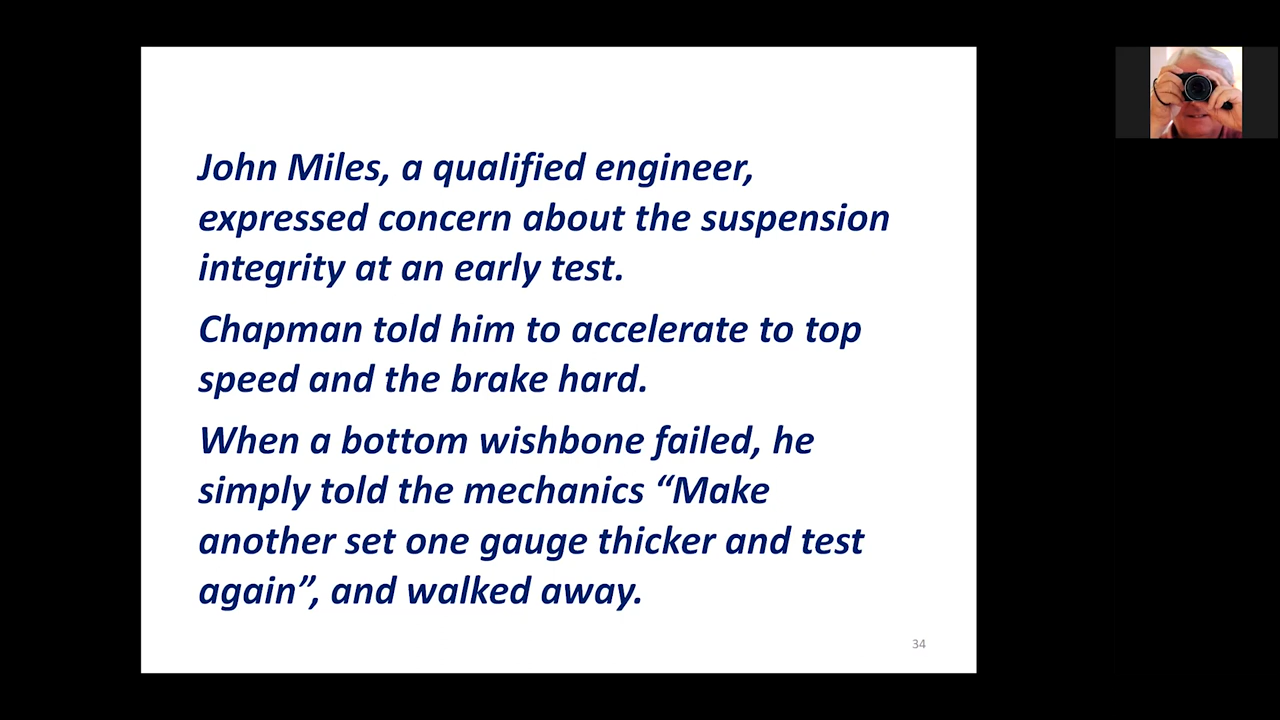 John Miles, a qualified engineer,
expressed concern about the suspension
integrity at an early test.
Chapman told him to accelerate to top
speed and the brake hard.
When a bottom wishbone failed, he
simply told the mechanics “Make
another set one gauge thicker and test
again”, and walked away.
34